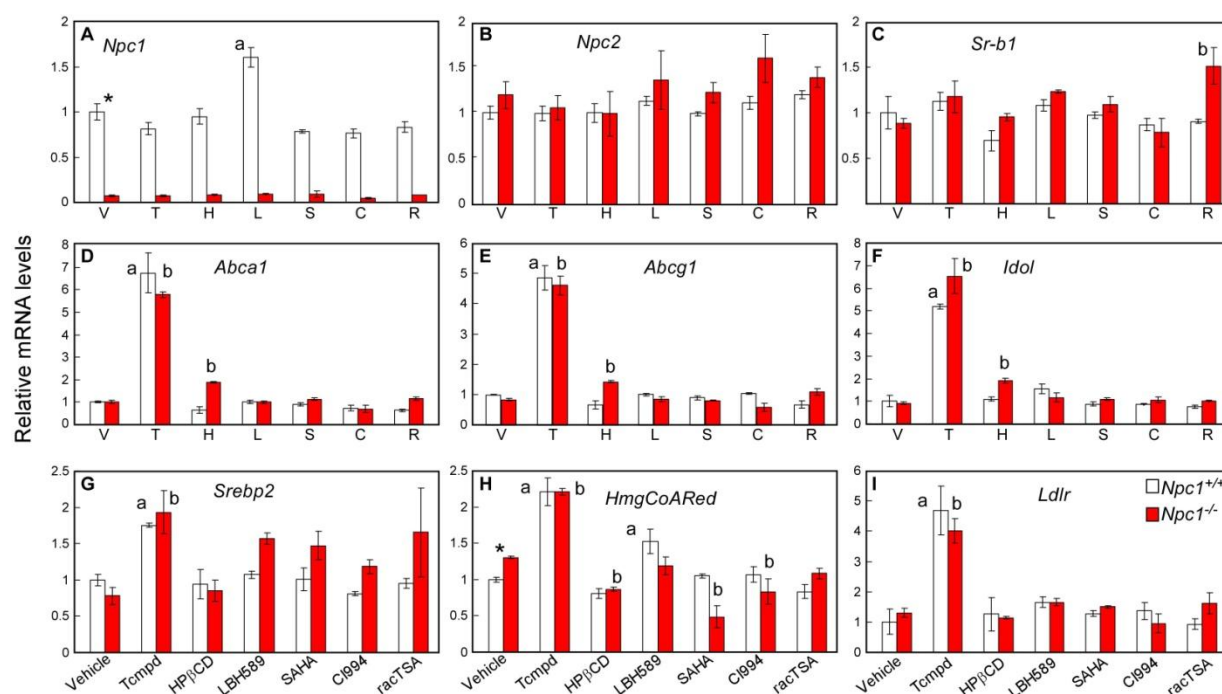 Relative mRNA levels
A
Npc1
2
1.5
1
0.5
0
*
a
V T H L S C R
B
Npc2
2
1.5
1
0.5
0
V T H L S C R
C
Sr-b1
2
1.5
1
0.5
b
V T H L S C R
D
Abca1
8
7
6
5
4
3
2
1
0
a b
b
V T H L S C R
E
Abcg1
6
5
4
3
2
1
0
a b
b
V T H L S C R
F
Idol
8
7
6
5
4
3
2
1
0
a b
b
V T H L S C R
G
Srebp2
2.5
2
1.5
1
0.5
0
a b
Vehicle Tcmpd HPβCD LBH589 SAHA CI994 racTSA
H
HmgCoARed
2.5
2
1.5
1
0.5
0
* a b b a b b
Vehicle Tcmpd HPβCD LBH589 SAHA CI994 racTSA
I
Ldlr
6
5
4
3
2
1
0
a b
Npc1+/+
Npc1-/-
Vehicle Tcmpd HPβCD LBH589 SAHA CI994 racTSA